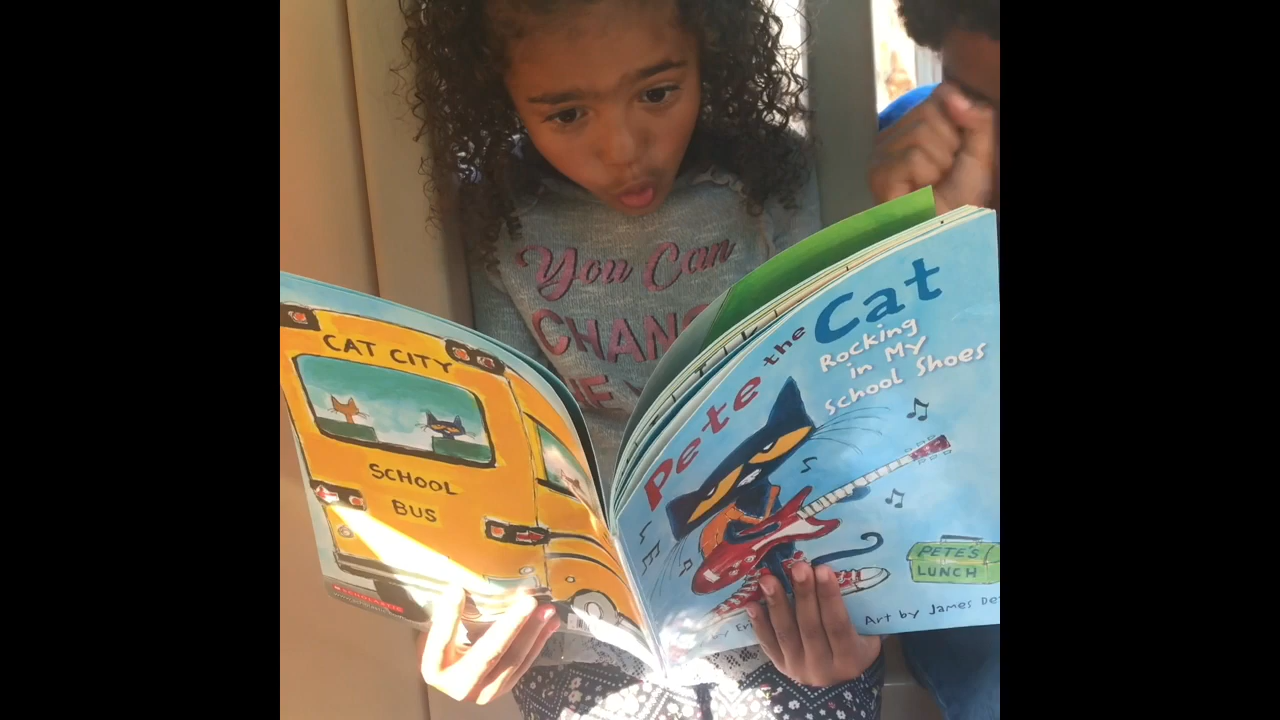 You Can
CHANG
CAT CITY
SCHOOL
BUS
SCHOLASTIC
Pete the Cat
Rocking
in My
School Shoes
PETE'S
LUNCH
Art by James De